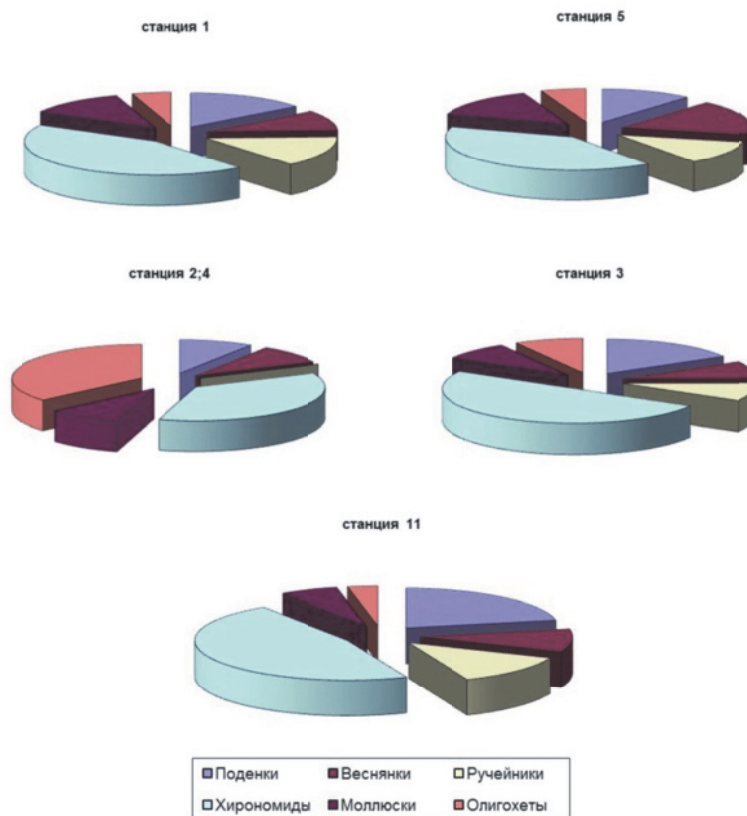 станция 1
станция 5
станция 2;4
станция 3
станция 11
Поденки Веснянки Ручейники
Хирономиды Моллюски Олигохеты